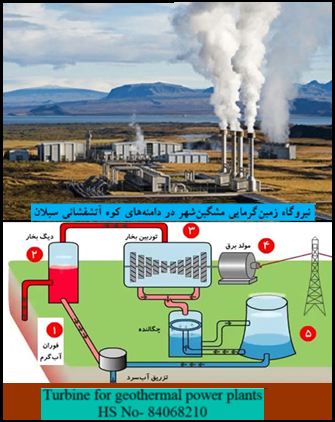 نیروگاه زمین‌گرمایی مشگین‌شهر در دامنه‌های کوه آتشفشانی سبلان
دیگ بخار
توربین بخار
۳
مولد برق
۴
۲
۱
فوران
آب‌گرم
چگالنده
۵
تزریق آب‌سرد
Turbine for geothermal power plants
HS No- 84068210